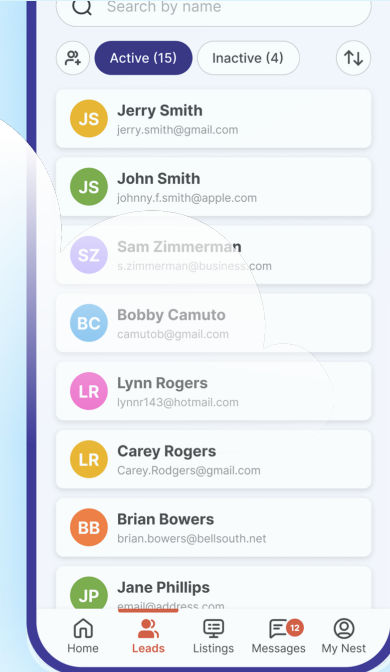 Search by name
Active (15)
Inactive (4)
JS
Jerry Smith
jerry.smith@gmail.com
JS
John Smith
johnny.f.smith@apple.com
SZ
Sam Zimmerman
s.zimmerman@business.com
BC
Bobby Camuto
camutob@gmail.com
LR
Lynn Rogers
lynnr143@hotmail.com
LR
Carey Rogers
Carey.Rodgers@gmail.com
BB
Brian Bowers
brian.bowers@bellsouth.net
JP
Jane Phillips
email@address.com
12
Home
Leads
Listings
Messages
My Nest